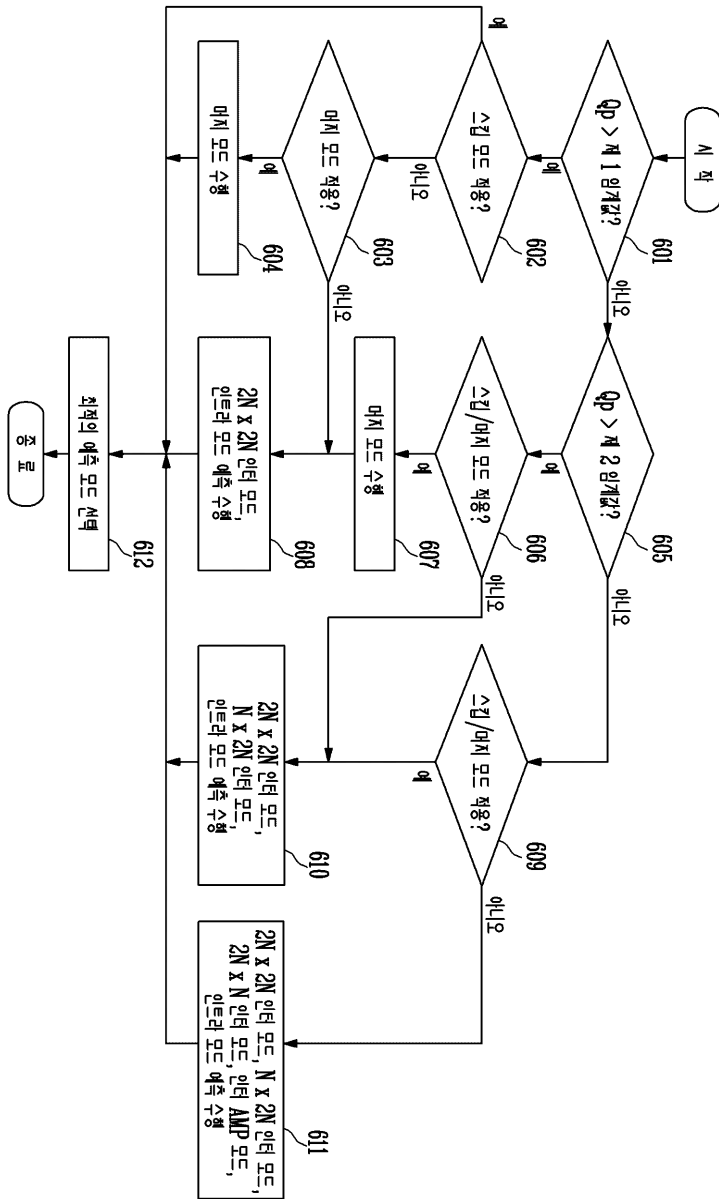 시 작
Qp > 제 1 임계값?
601
예
아니오
스킵 모드 적용?
602
예
아니오
머지 모드 적용?
603
예
아니오
머지 모드 수행
604
Qp > 제 2 임계값?
605
예
아니오
스킵/머지 모드 적용?
606
예
아니오
머지 모드 수행
607
2N x 2N 인터 모드,
인트라 모드 예측 수행
608
스킵/머지 모드 적용?
609
예
아니오
2N x 2N 인터 모드,
N x 2N 인터 모드,
인트라 모드 예측 수행
610
2N x 2N 인터 모드, N x 2N 인터 모드,
2N x N 인터 모드, 인터 AMP 모드,
인트라 모드 예측 수행
611
최적의 예측 모드 선택
612
종 료